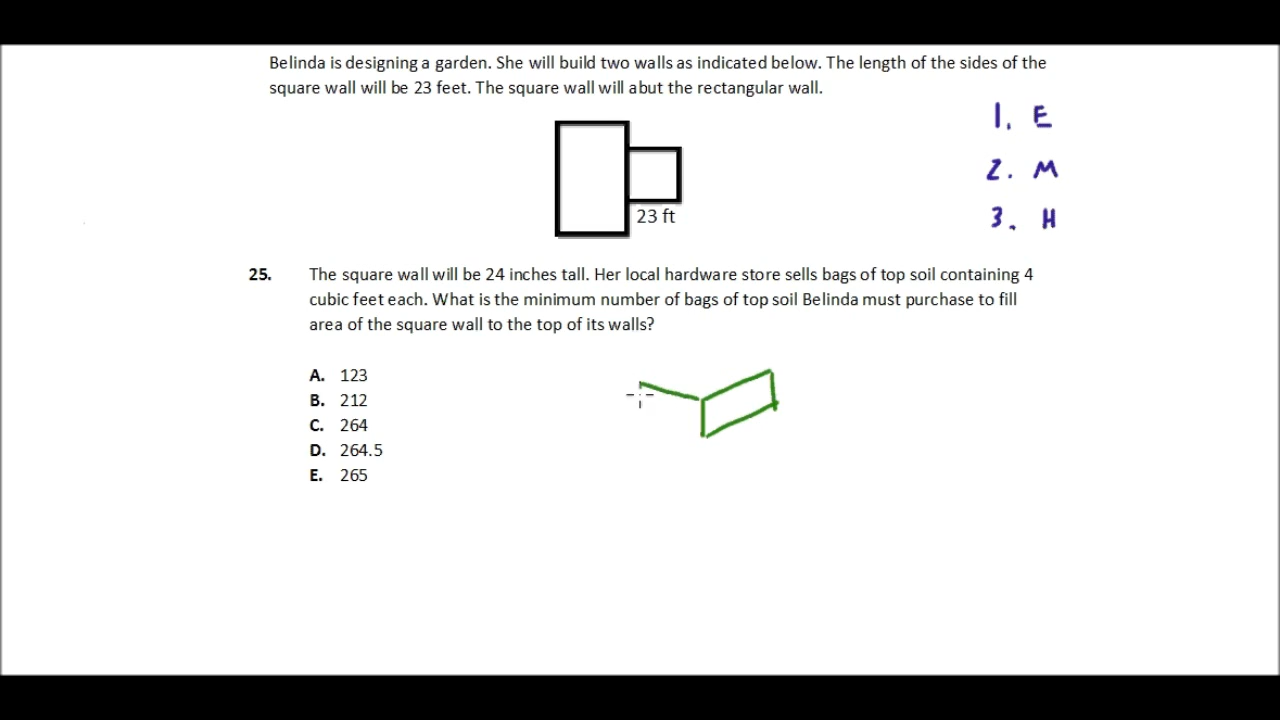 Belinda is designing a garden. She will build two walls as indicated below. The length of the sides of the
square wall will be 23 feet. The square wall will abut the rectangular wall.
1. E
2. M
3. H
23 ft
25. The square wall will be 24 inches tall. Her local hardware store sells bags of top soil containing 4
cubic feet each. What is the minimum number of bags of top soil Belinda must purchase to fill
area of the square wall to the top of its walls?
A. 123
B. 212
C. 264
D. 264.5
E. 265